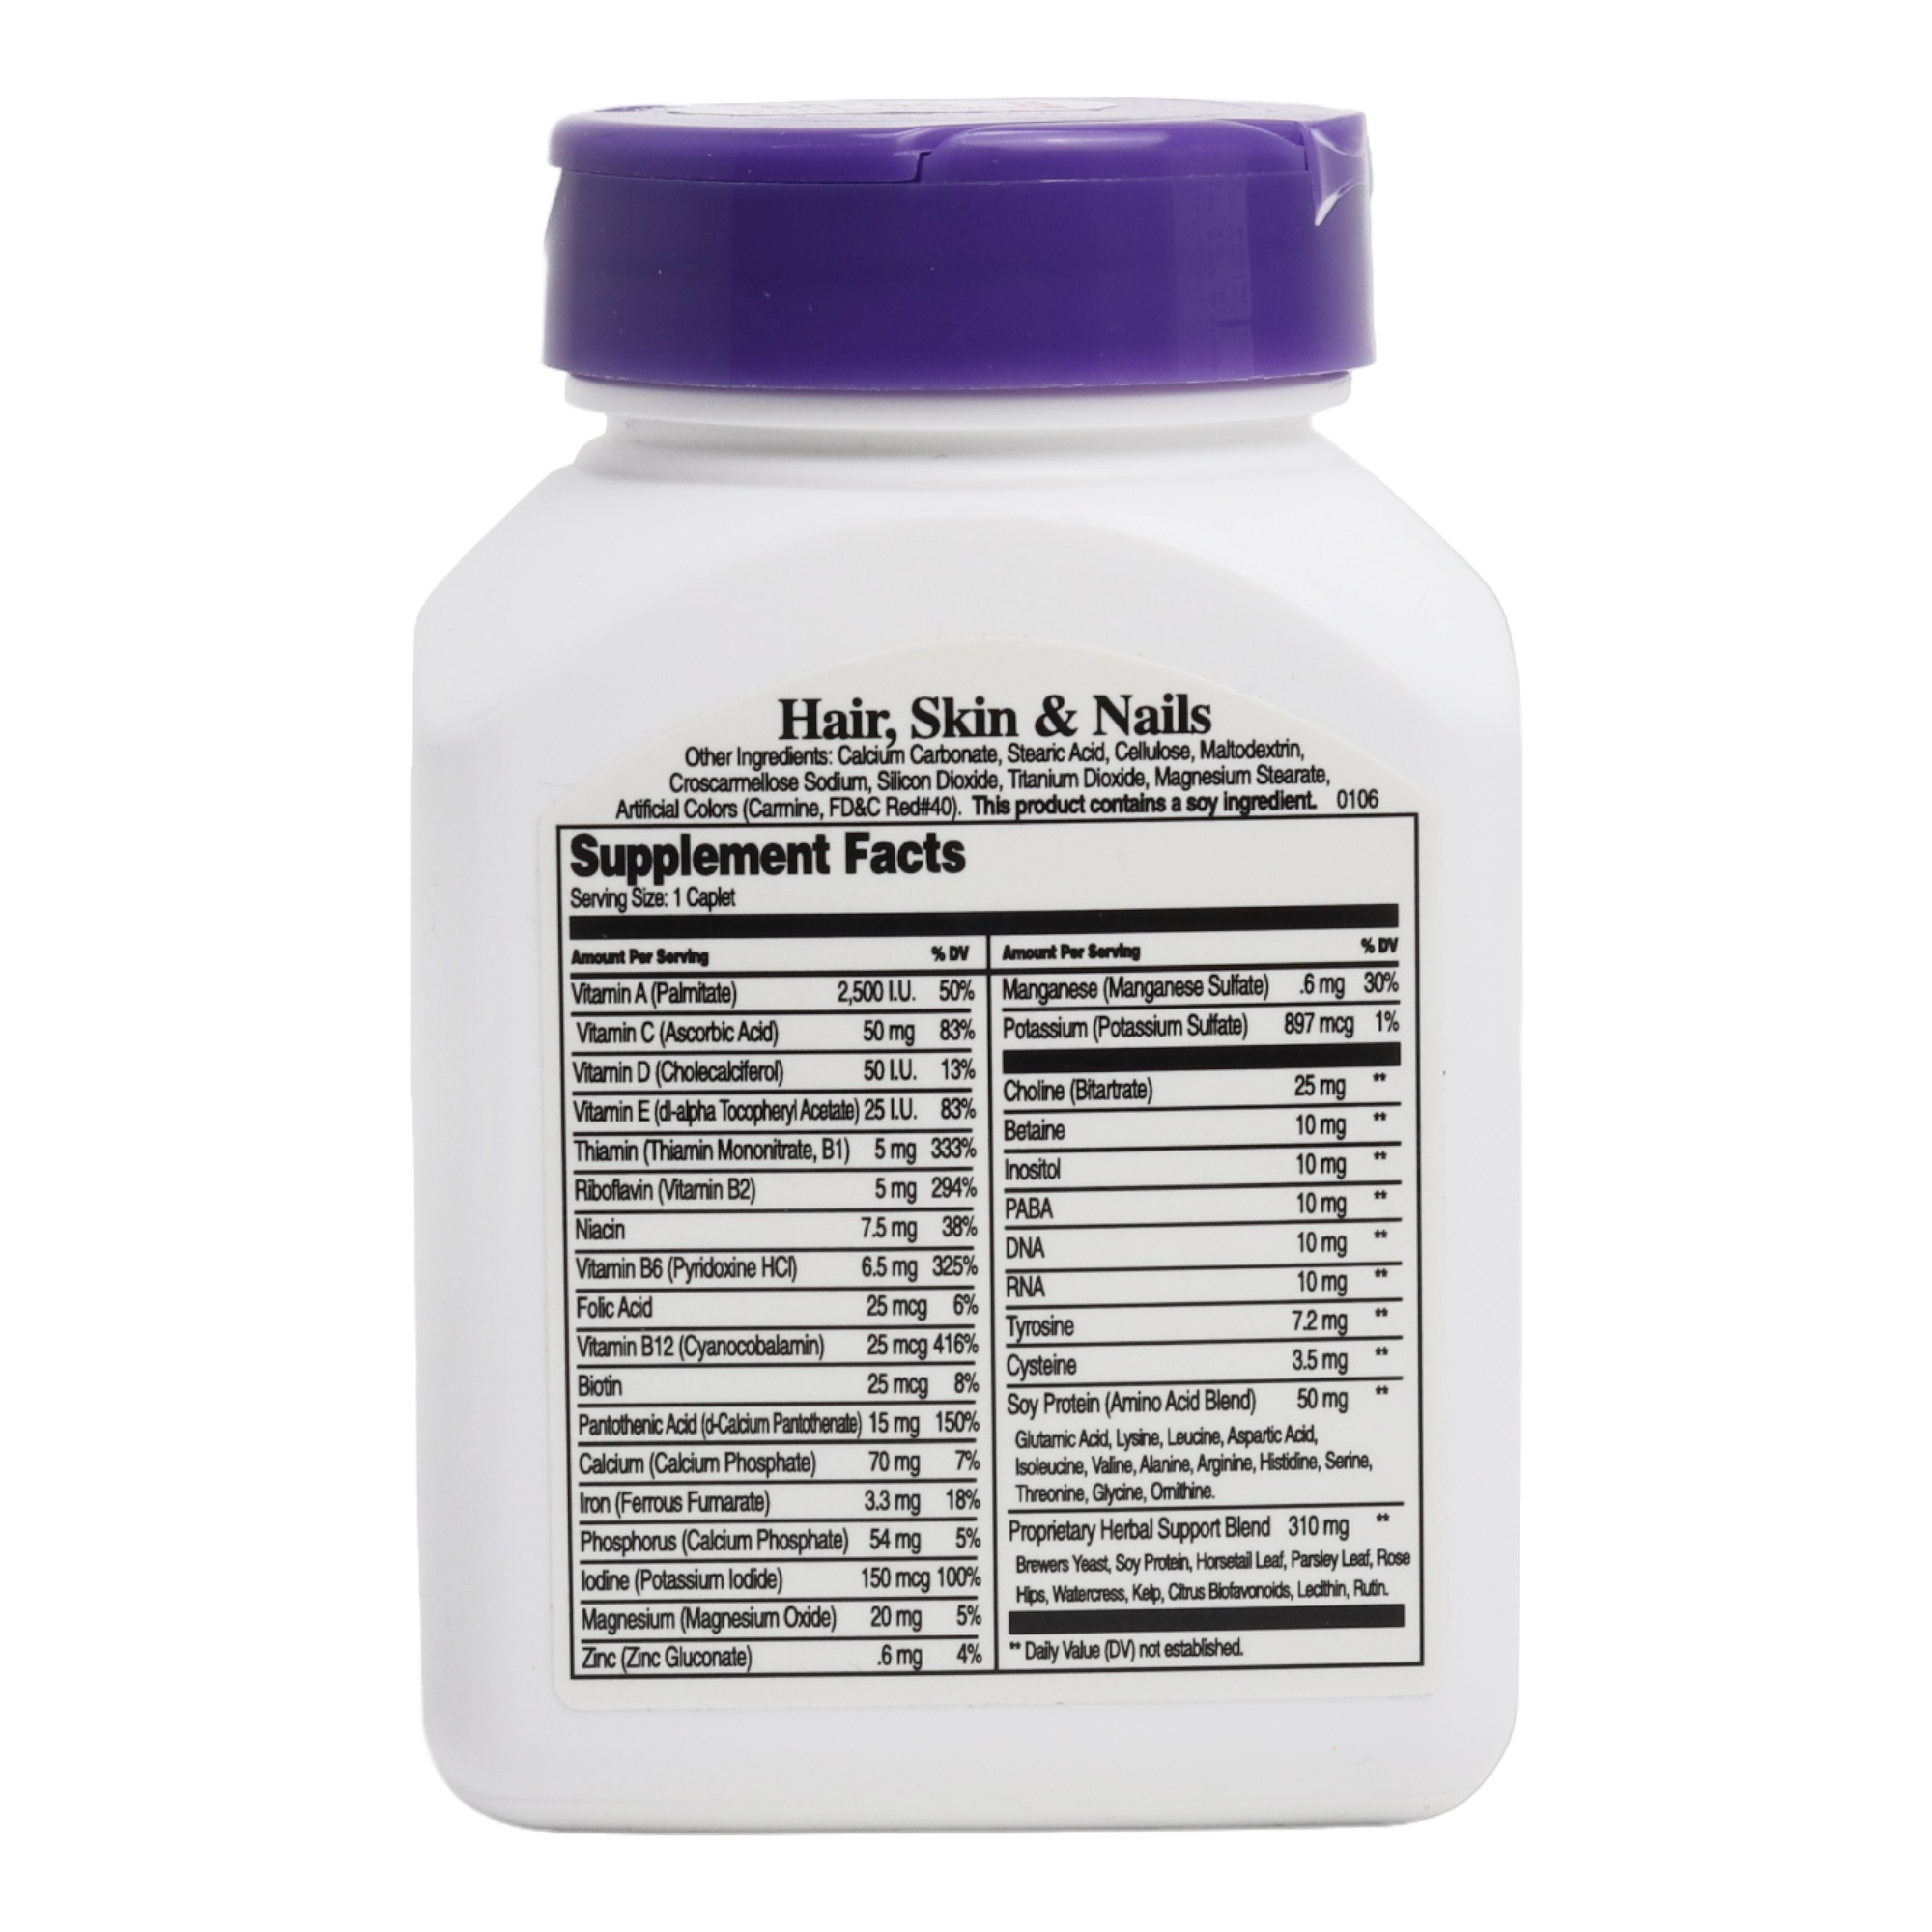 Hair, Skin & Nails
Other Ingredients: Calcium Carbonate, Stearic Acid, Cellulose, Maltodextrin,
Croscarmellose Sodium, Silicon Dioxide, Titanium Dioxide, Magnesium Stearate,
Artificial Colors (Carmine, FD&C Red#40). This product contains a soy ingredient. 0106
Supplement Facts
Serving Size: 1 Caplet
Amount Per Serving % DV
Vitamin A (Palmitate) 2,500 I.U. 50%
Vitamin C (Ascorbic Acid) 50 mg 83%
Vitamin D (Cholecalciferol) 50 I.U. 13%
Vitamin E (dl-alpha Tocopheryl Acetate) 25 I.U. 83%
Thiamin (Thiamin Mononitrate, B1) 5 mg 333%
Riboflavin (Vitamin B2) 5 mg 294%
Niacin 7.5 mg 38%
Vitamin B6 (Pyridoxine HCl) 6.5 mg 325%
Folic Acid 25 mcg 6%
Vitamin B12 (Cyanocobalamin) 25 mcg 416%
Biotin 25 mcg 8%
Pantothenic Acid (d-Calcium Pantothenate) 15 mg 150%
Calcium (Calcium Phosphate) 70 mg 7%
Iron (Ferrous Fumarate) 3.3 mg 18%
Phosphorus (Calcium Phosphate) 54 mg 5%
Iodine (Potassium Iodide) 150 mcg 100%
Magnesium (Magnesium Oxide) 20 mg 5%
Zinc (Zinc Gluconate) .6 mg 4%
Amount Per Serving % DV
Manganese (Manganese Sulfate) .6 mg 30%
Potassium (Potassium Sulfate) 897 mcg 1%
Choline (Bitartrate) 25 mg **
Betaine 10 mg **
Inositol 10 mg **
PABA 10 mg **
DNA 10 mg **
RNA 10 mg **
Tyrosine 7.2 mg **
Cysteine 3.5 mg **
Soy Protein (Amino Acid Blend) 50 mg **
Glutamic Acid, Lysine, Leucine, Aspartic Acid,
Isoleucine, Valine, Alanine, Arginine, Histidine, Serine,
Threonine, Glycine, Ornithine.
Proprietary Herbal Support Blend 310 mg **
Brewers Yeast, Soy Protein, Horsetail Leaf, Parsley Leaf, Rose
Hips, Watercress, Kelp, Citrus Biofavonoids, Lecithin, Rutin.
** Daily Value (DV) not established.